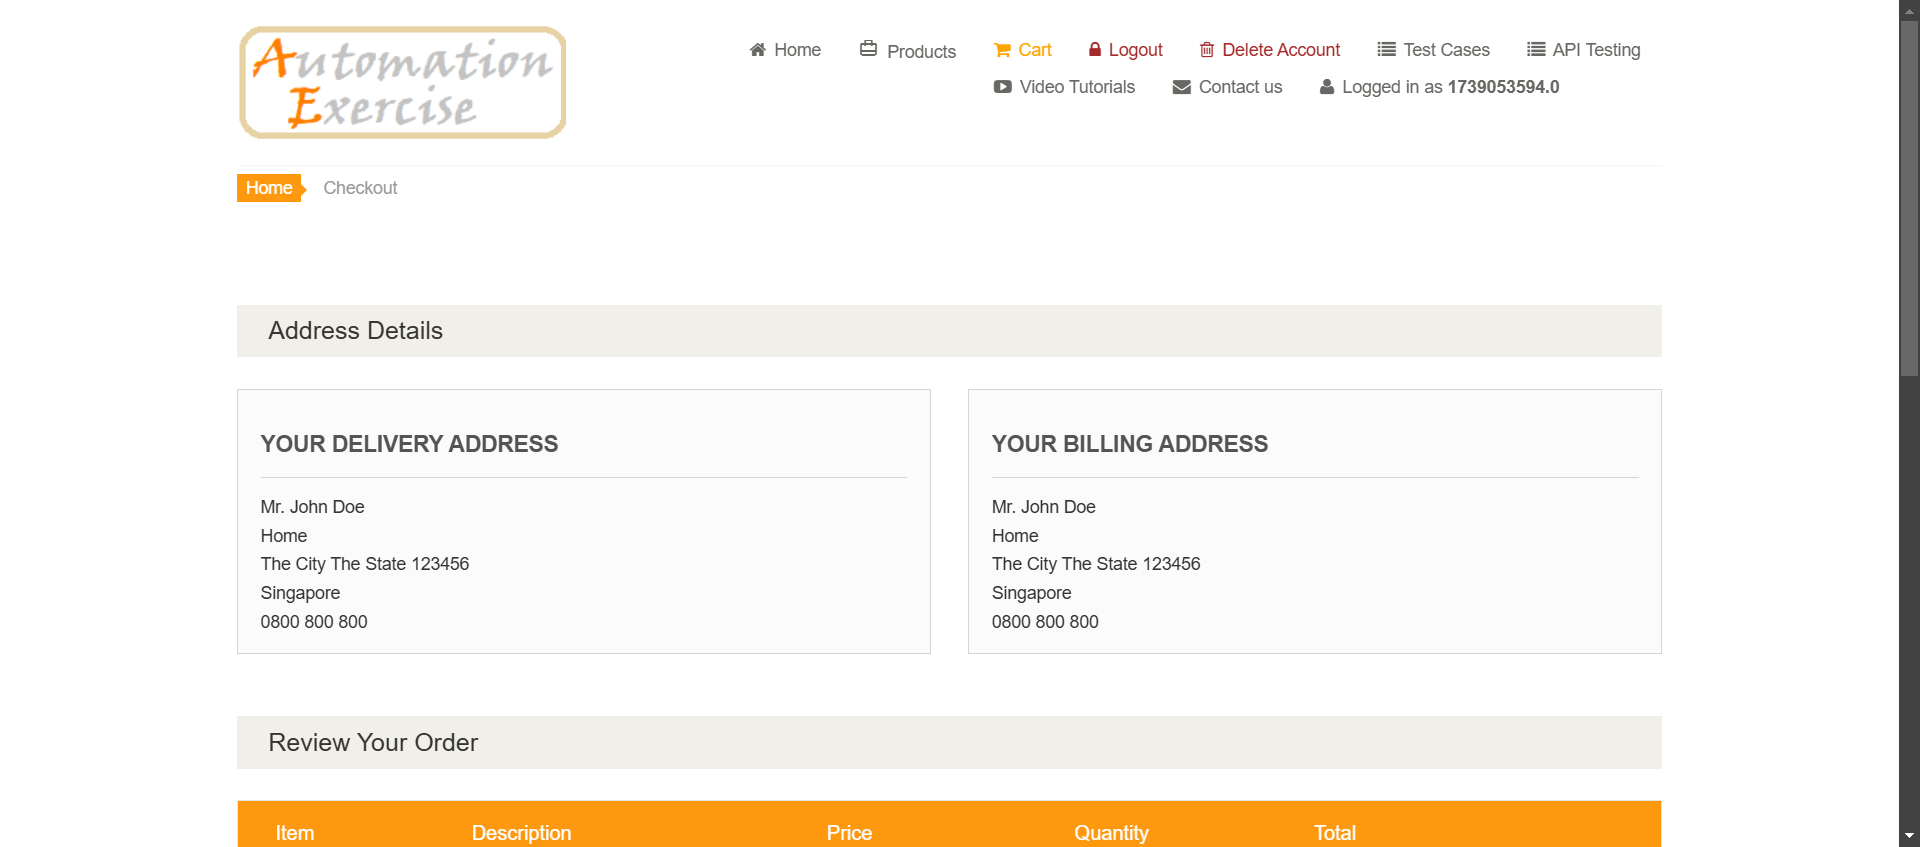 Automation
Exercise
Home Products Cart Logout Delete Account Test Cases API Testing
Video Tutorials Contact us Logged in as 1739053594.0
Home Checkout
Address Details
YOUR DELIVERY ADDRESS
Mr. John Doe
Home
The City The State 123456
Singapore
0800 800 800
YOUR BILLING ADDRESS
Mr. John Doe
Home
The City The State 123456
Singapore
0800 800 800
Review Your Order
Item Description Price Quantity Total